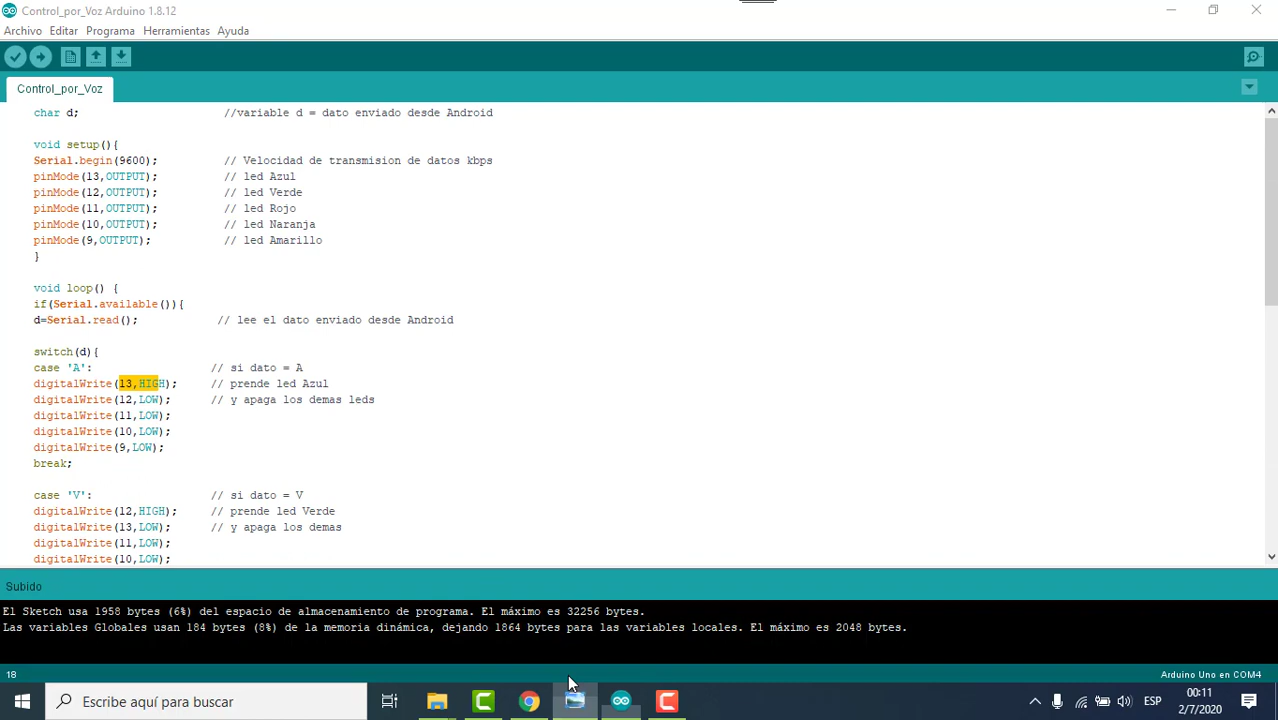 Control_por_Voz Arduino 1.8.12
Archivo Editar Programa Herramientas Ayuda
Control_por_Voz
char d; //variable d = dato enviado desde Android
void setup(){
Serial.begin(9600); // Velocidad de transmision de datos kbps
pinMode(13,OUTPUT); // led Azul
pinMode(12,OUTPUT); // led Verde
pinMode(11,OUTPUT); // led Rojo
pinMode(10,OUTPUT); // led Naranja
pinMode(9,OUTPUT); // led Amarillo
}
void loop() {
if(Serial.available()){
d=Serial.read(); // lee el dato enviado desde Android
switch(d){
case 'A': // si dato = A
digitalWrite(13,HIGH); // prende led Azul
digitalWrite(12,LOW); // y apaga los demas leds
digitalWrite(11,LOW);
digitalWrite(10,LOW);
digitalWrite(9,LOW);
break;
case 'V': // si dato = V
digitalWrite(12,HIGH); // prende led Verde
digitalWrite(13,LOW); // y apaga los demas
digitalWrite(11,LOW);
digitalWrite(10,LOW);
Subido
El Sketch usa 1958 bytes (6%) del espacio de almacenamiento de programa. El máximo es 32256 bytes.
Las variables Globales usan 184 bytes (8%) de la memoria dinámica, dejando 1864 bytes para las variables locales. El máximo es 2048 bytes.
18 Arduino Uno en COM4
Escribe aquí para buscar
ESP
00:11
2/7/2020